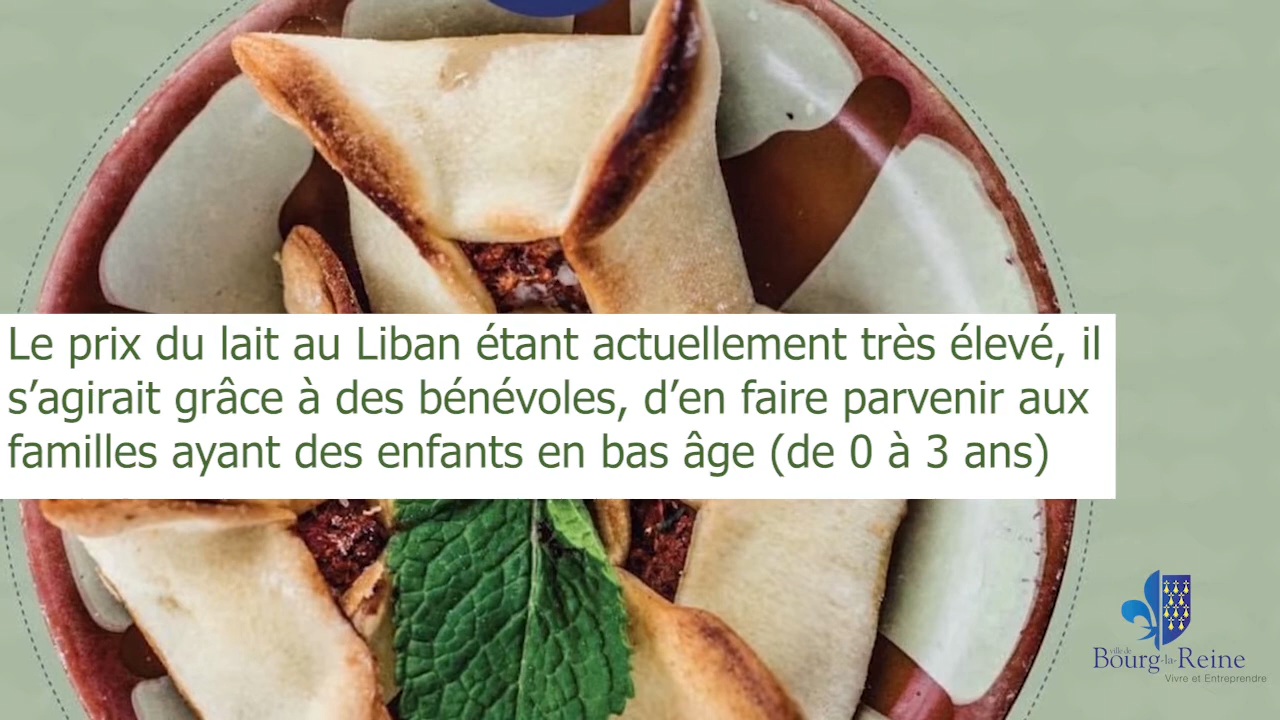 Le prix du lait au Liban étant actuellement très élevé, il
s’agirait grâce à des bénévoles, d’en faire parvenir aux
familles ayant des enfants en bas âge (de 0 à 3 ans)
ville de
Bourg-la-Reine
Vivre et Entreprendre